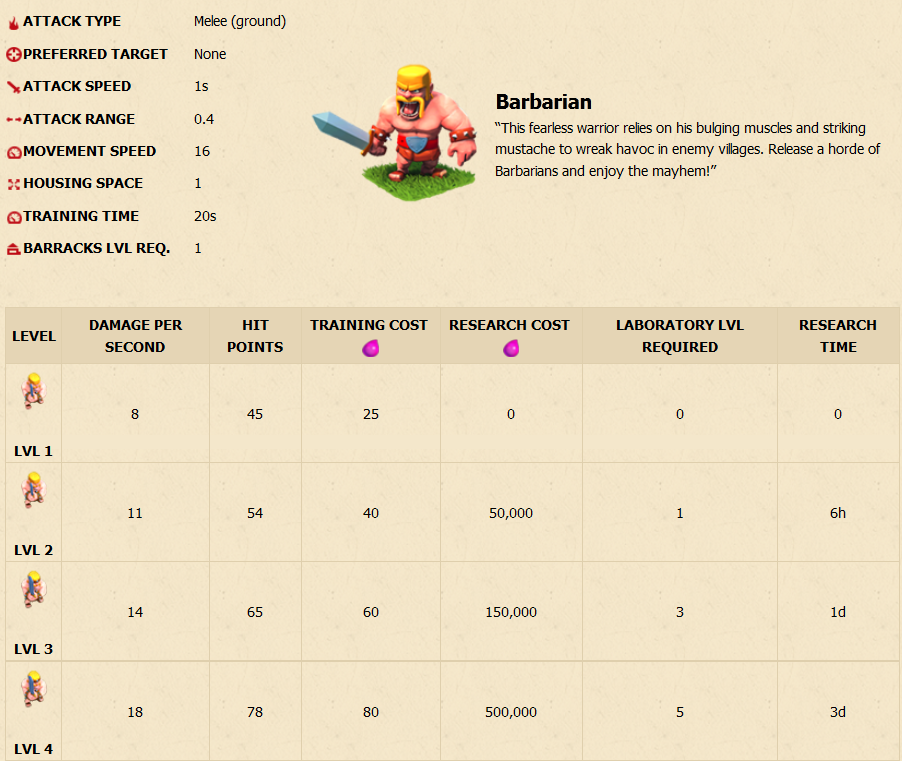 ATTACK TYPE Melee (ground)
PREFERRED TARGET None
ATTACK SPEED 1s
ATTACK RANGE 0.4
MOVEMENT SPEED 16
HOUSING SPACE 1
TRAINING TIME 20s
BARRACKS LVL REQ. 1
Barbarian
“This fearless warrior relies on his bulging muscles and striking
mustache to wreak havoc in enemy villages. Release a horde of
Barbarians and enjoy the mayhem!”
LEVEL DAMAGE PER SECOND HIT POINTS TRAINING COST RESEARCH COST LABORATORY LVL REQUIRED RESEARCH TIME
LVL 1 8 45 25 0 0 0
LVL 2 11 54 40 50,000 1 6h
LVL 3 14 65 60 150,000 3 1d
LVL 4 18 78 80 500,000 5 3d